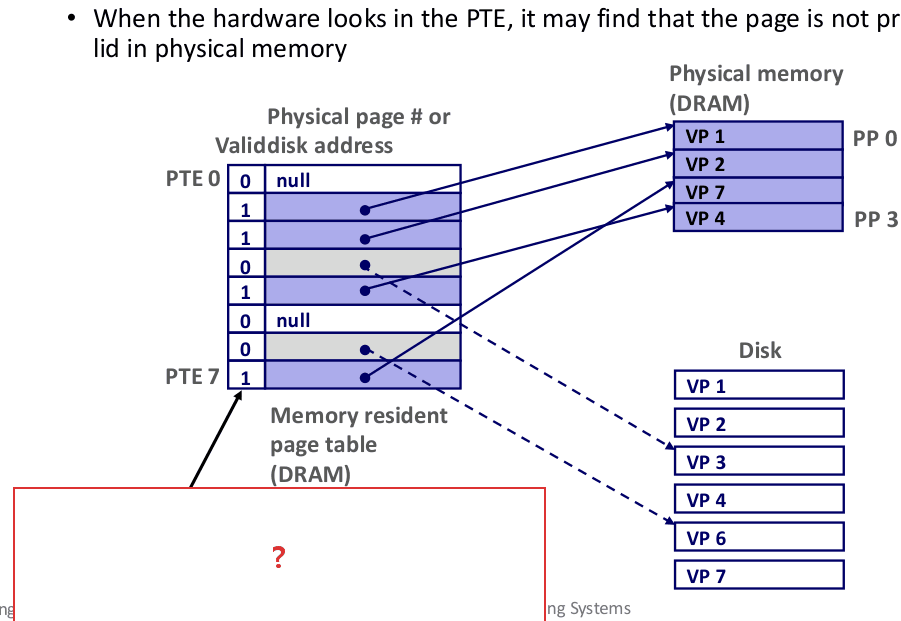 • When the hardware looks in the PTE, it may find that the page is not pr
lid in physical memory
Physical memory
(DRAM)
Physical page # or
Validdisk address
VP 1
PP 0
VP 2
VP 7
VP 4
PP 3
PTE 0
0
null
1
1
0
1
0
null
0
PTE 7
1
Memory resident
page table
(DRAM)
Disk
VP 1
VP 2
VP 3
VP 4
VP 6
VP 7
?
ng
ng Systems